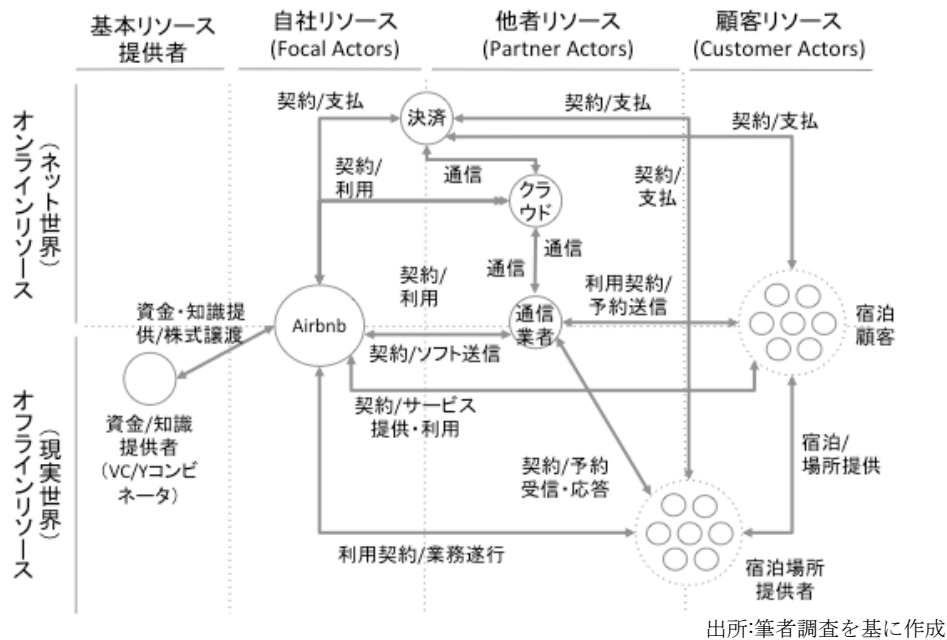 基本リソース
提供者
自社リソース
(Focal Actors)
他者リソース
(Partner Actors)
顧客リソース
(Customer Actors)
オンラインリソース
（ネット世界）
オフラインリソース
（現実世界）
契約/支払
決済
契約/支払
契約/支払
契約/
利用
通信
クラ
ウド
契約/
支払
通信
通信
契約/
利用
利用契約/
予約送信
資金・知識提
供/株式譲渡
Airbnb
通信
業者
宿泊
顧客
契約/ソフト送信
契約/サービス
提供・利用
資金/知識
提供者
(VC/Yコンビ
ネータ)
契約/予約
受信・応答
宿泊/
場所提供
利用契約/業務遂行
宿泊場所
提供者
出所:筆者調査を基に作成